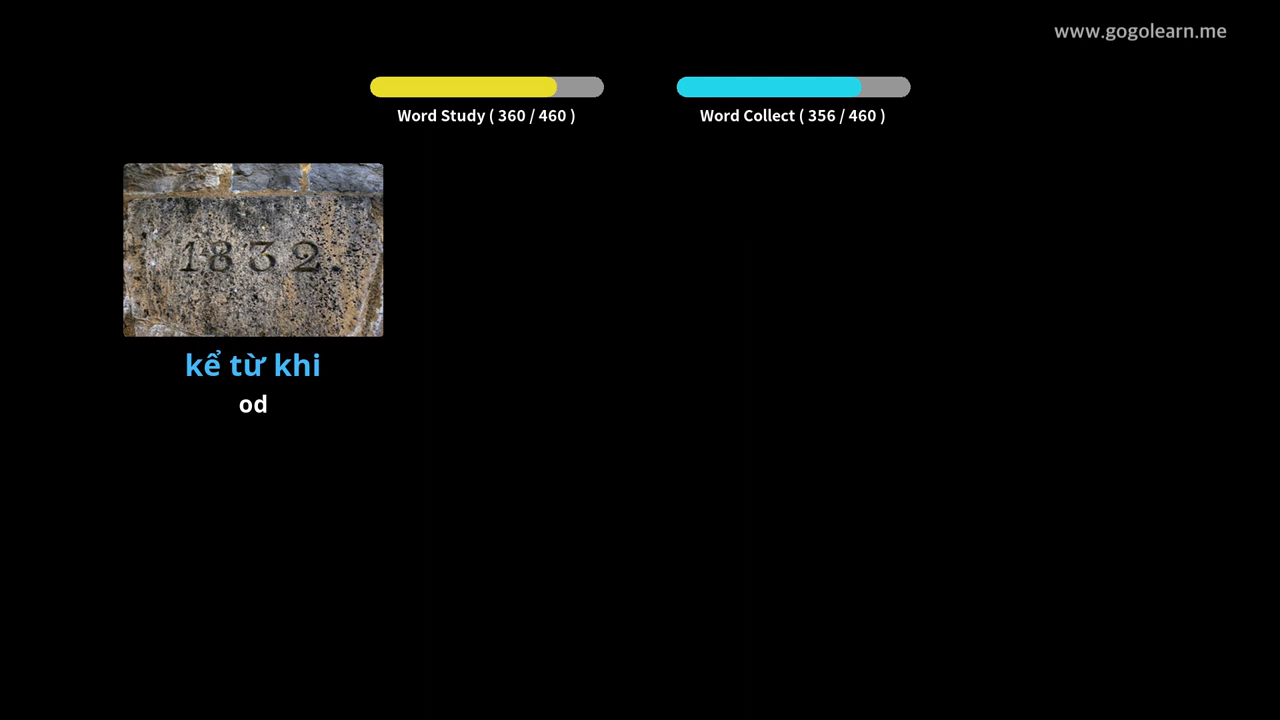 www.gogolearn.me
Word Study ( 360 / 460 )
Word Collect ( 356 / 460 )
1832.
kể từ khi
od